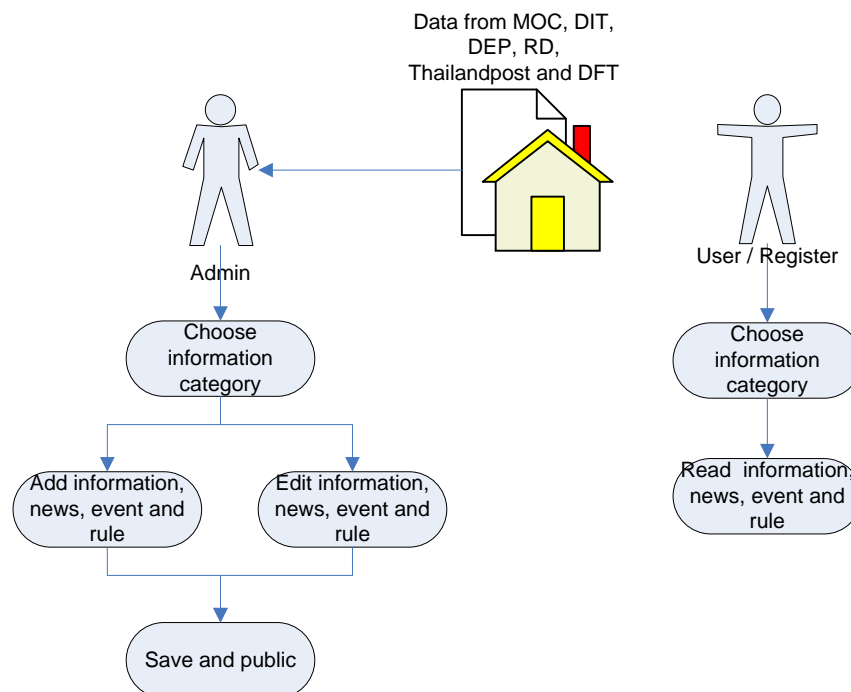 Data from MOC, DIT,
DEP, RD,
Thailandpost and DFT
Admin
User / Register
Choose
information
category
Choose
information
category
Add information,
news, event and
rule
Edit information,
news, event and
rule
Read  information,
news, event and
rule
Save and public